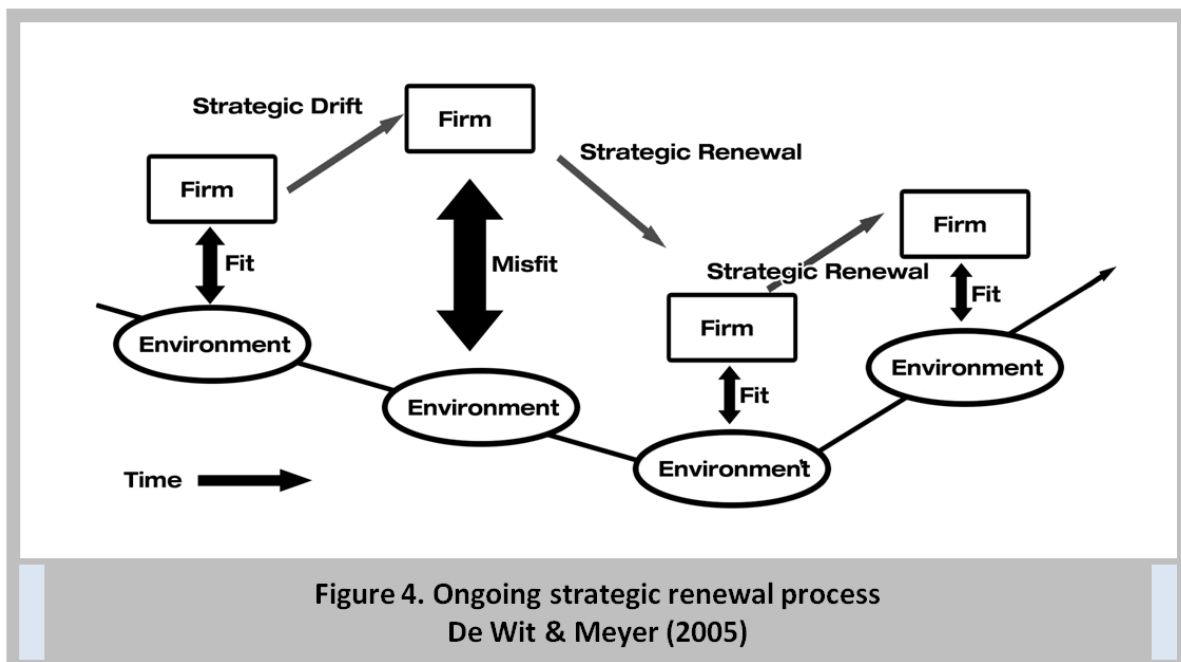 Strategic Drift
Firm
Strategic Renewal
Firm
Firm
Fit
Misfit
Strategic Renewal
Fit
Firm
Environment
Environment
Fit
Environment
Environment
Time
Figure 4. Ongoing strategic renewal process
De Wit & Meyer (2005)